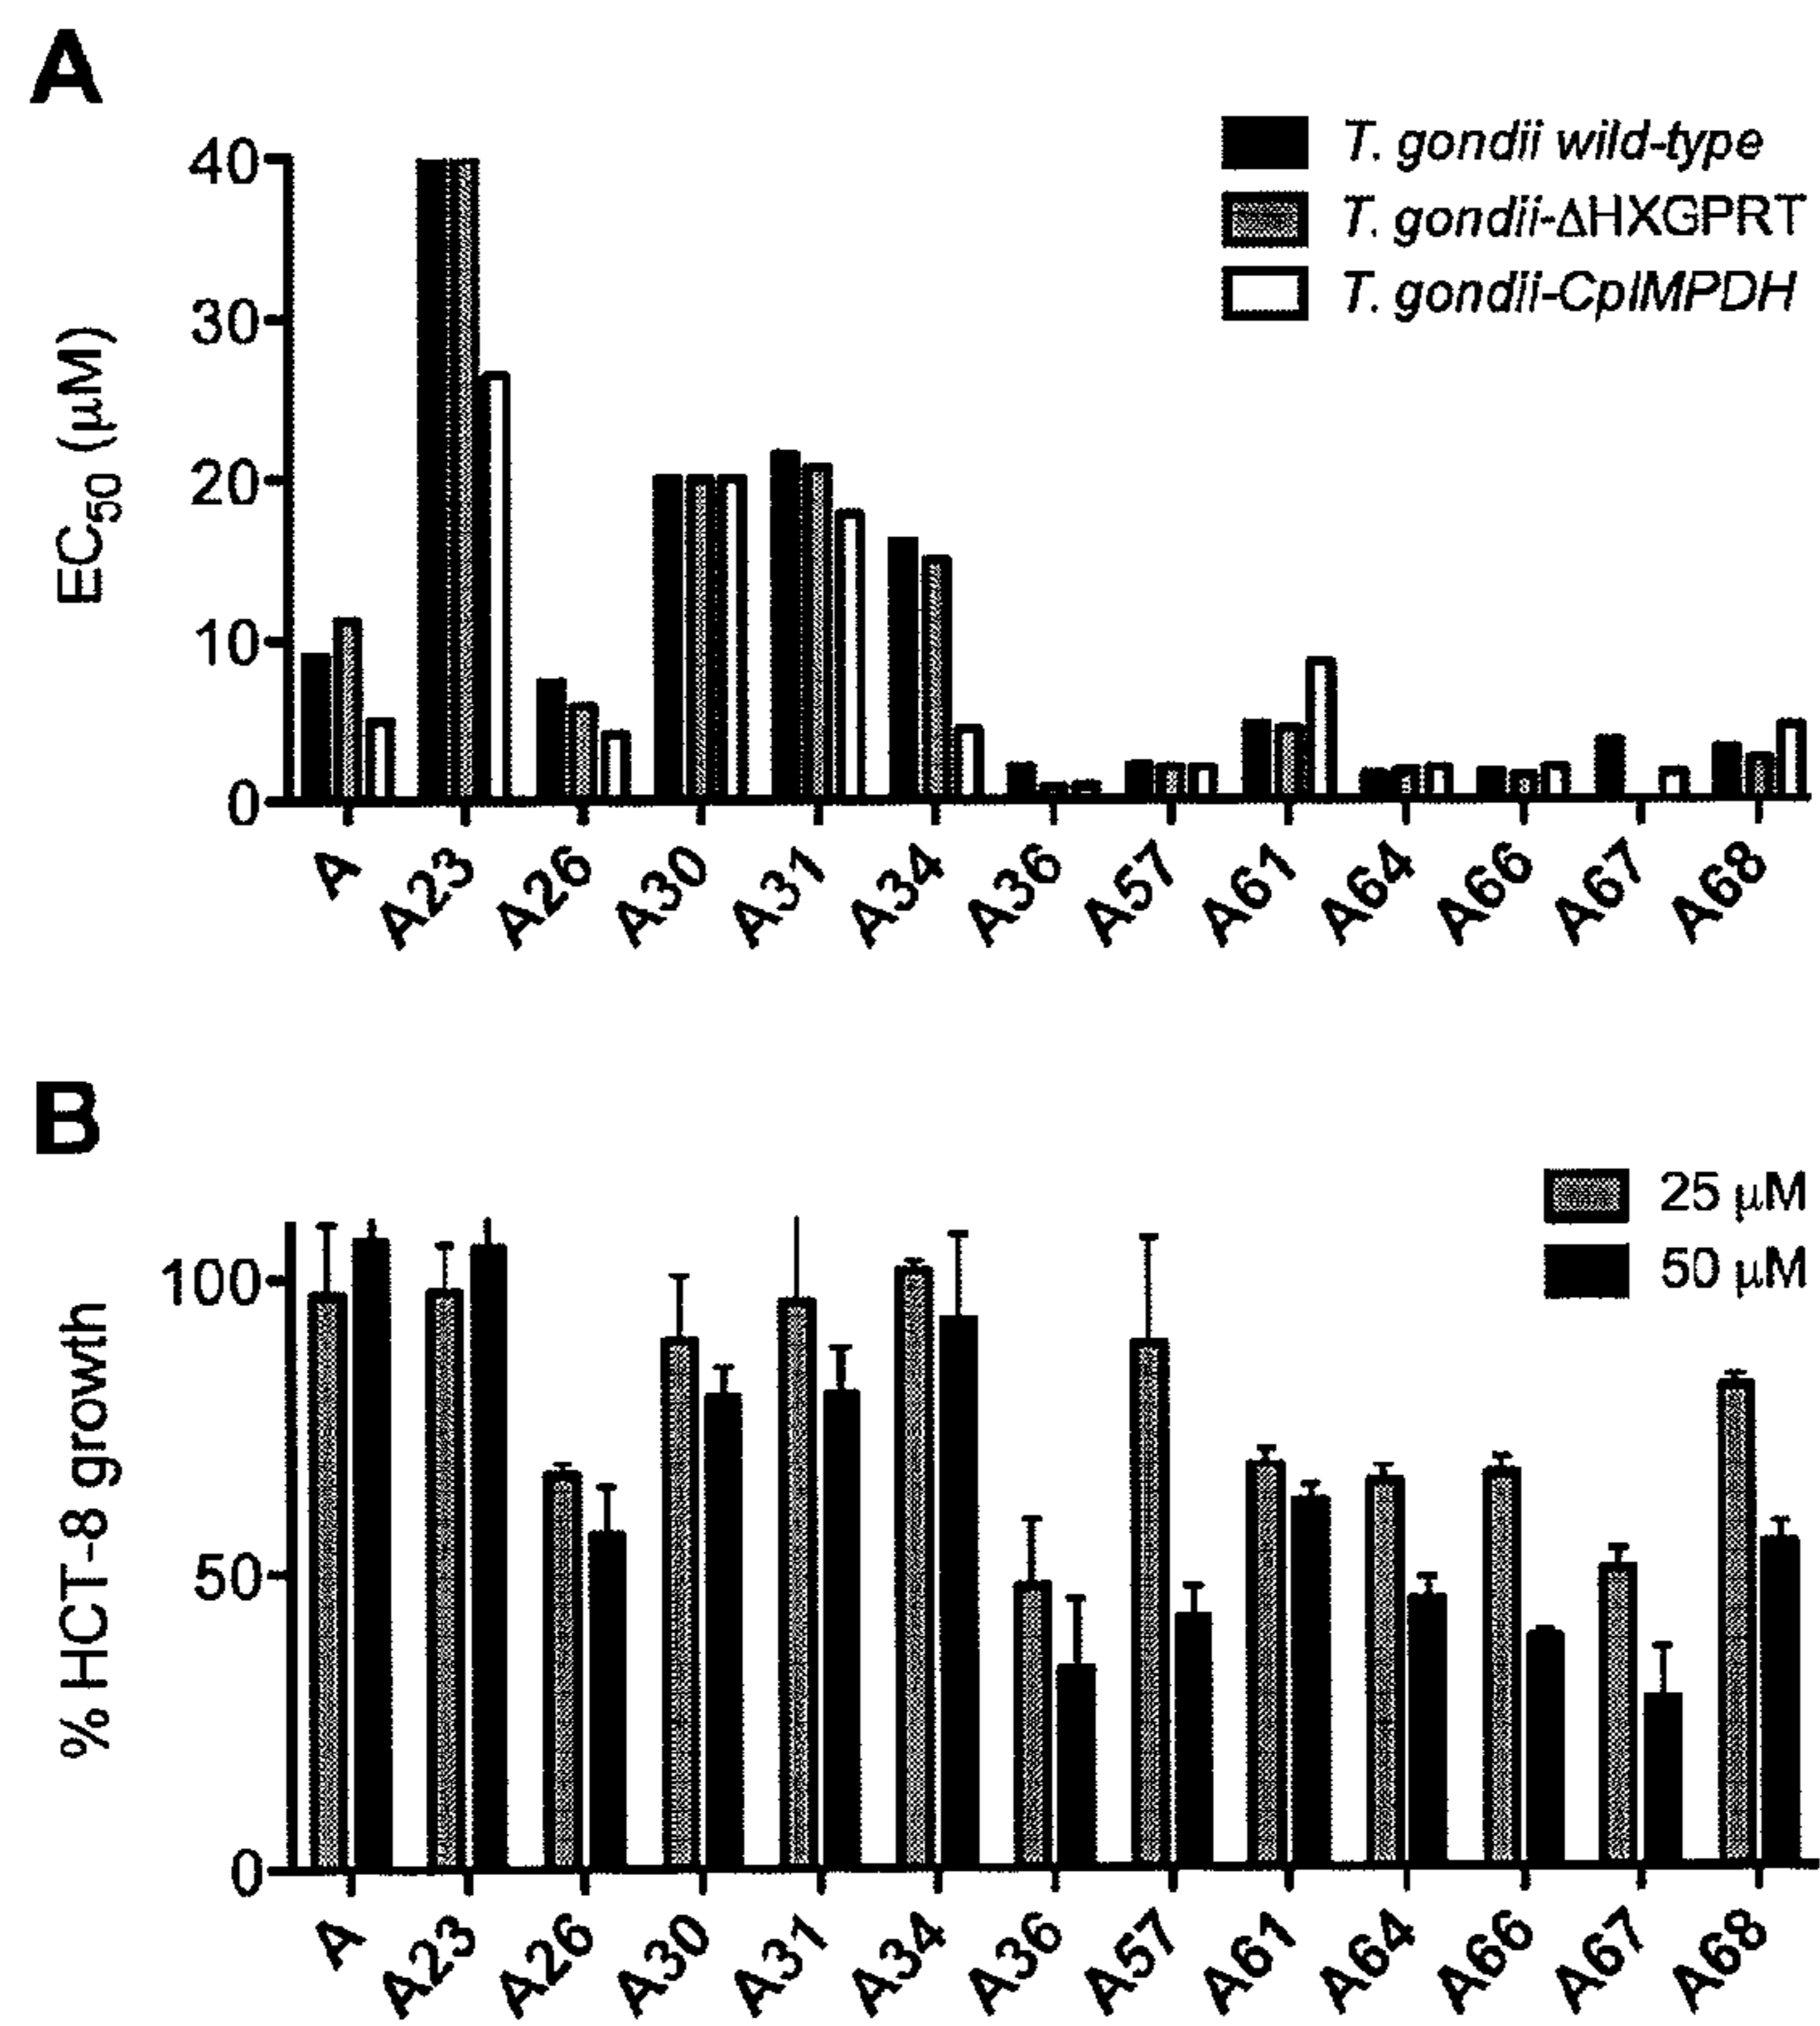 A
T. gondii wild-type
T. gondii-ΔHXGPRT
T. gondii-CpIMPDH
EC50 (μM)
40
30
20
10
0
A A23 A26 A30 A31 A34 A36 A57 A61 A64 A66 A67 A68
B
25 μM
50 μM
% HCT-8 growth
100
50
0
A A23 A26 A30 A31 A34 A36 A57 A61 A64 A66 A67 A68